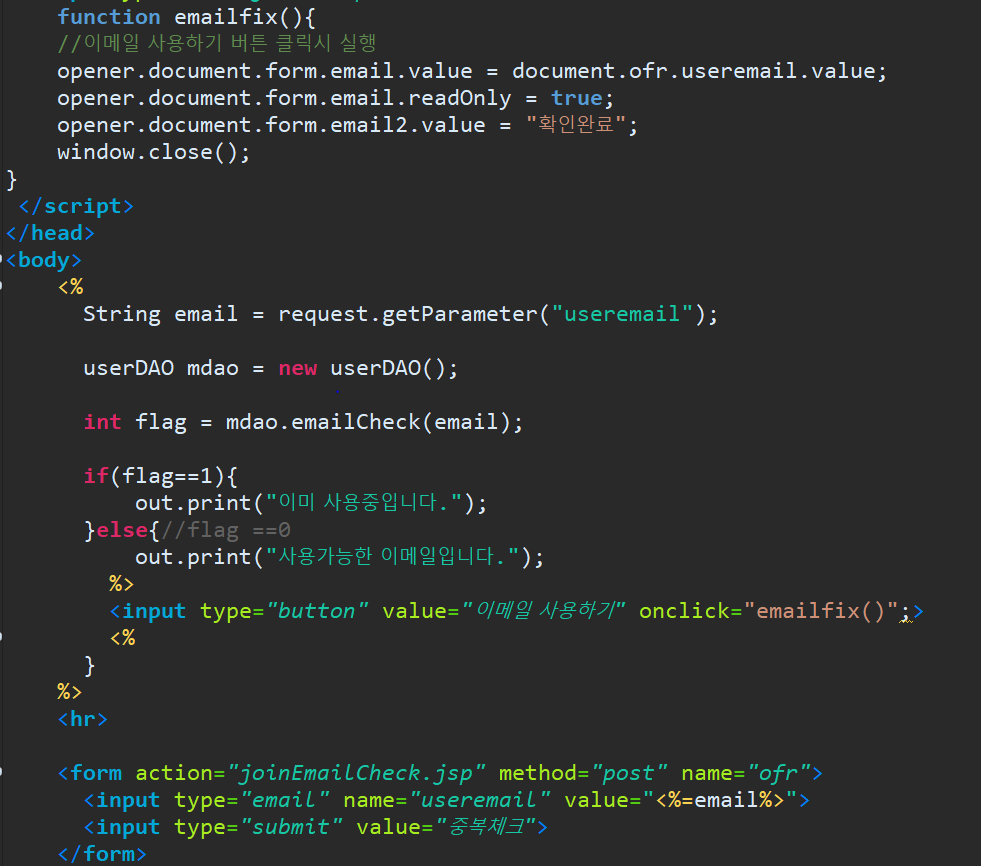 function emailfix(){
//이메일 사용하기 버튼 클릭시 실행
opener.document.form.email.value = document.ofr.useremail.value;
opener.document.form.email.readOnly = true;
opener.document.form.email2.value = "확인완료";
window.close();
}
</script>
</head>
<body>
<%
String email = request.getParameter("useremail");
userDAO mdao = new userDAO();
int flag = mdao.emailCheck(email);
if(flag==1){
out.print("이미 사용중입니다.");
}else{//flag ==0
out.print("사용가능한 이메일입니다.");
%>
<input type="button" value="이메일 사용하기" onclick="emailfix()";>
<%
}
%>
<hr>
<form action="joinEmailCheck.jsp" method="post" name="ofr">
<input type="email" name="useremail" value="<%=email%>">
<input type="submit" value="중복체크">
</form>